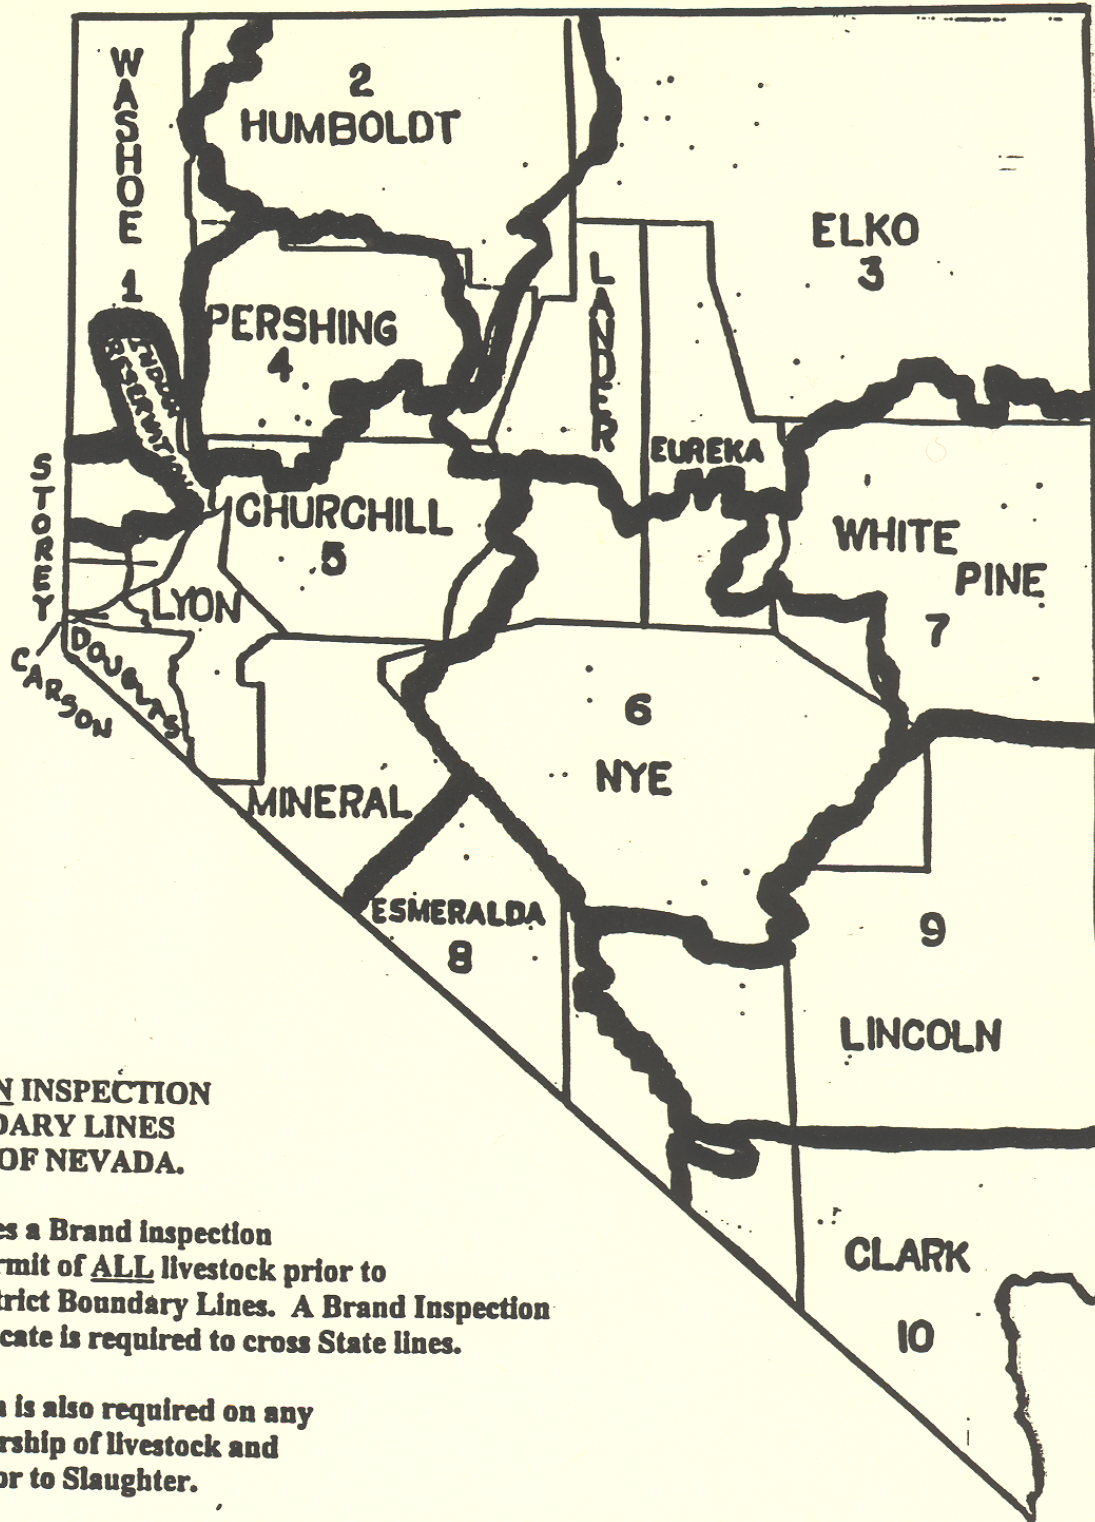 WASHOE
1
2
HUMBOLDT
ELKO
3
LANDER
PERSHING
4
INDIAN
RESERVATION
EUREKA
STOREY
CHURCHILL
5
WHITE
PINE
7
LYON
DOUGLAS
CARSON
6
NYE
MINERAL
ESMERALDA
8
9
LINCOLN
CLARK
10
N INSPECTION
DARY LINES
OF NEVADA.
es a Brand inspection
rmit of ALL livestock prior to
trict Boundary Lines. A Brand Inspection
cate is required to cross State lines.
is also required on any
rship of livestock and
or to Slaughter.